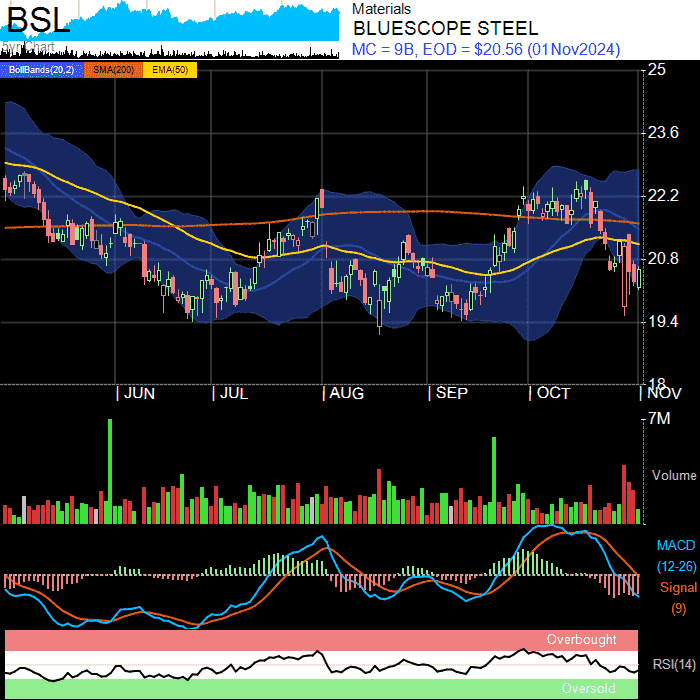 BSL
Materials
BLUESCOPE STEEL
MC = 9B, EOD = $20.56 (01Nov2024)
BollBands(20,2) SMA(200) EMA(50)
25
23.6
22.2
20.8
19.4
18
JUN JUL AUG SEP OCT NOV
7M
Volume
MACD
(12-26)
Signal
(9)
Overbought
RSI(14)
Oversold